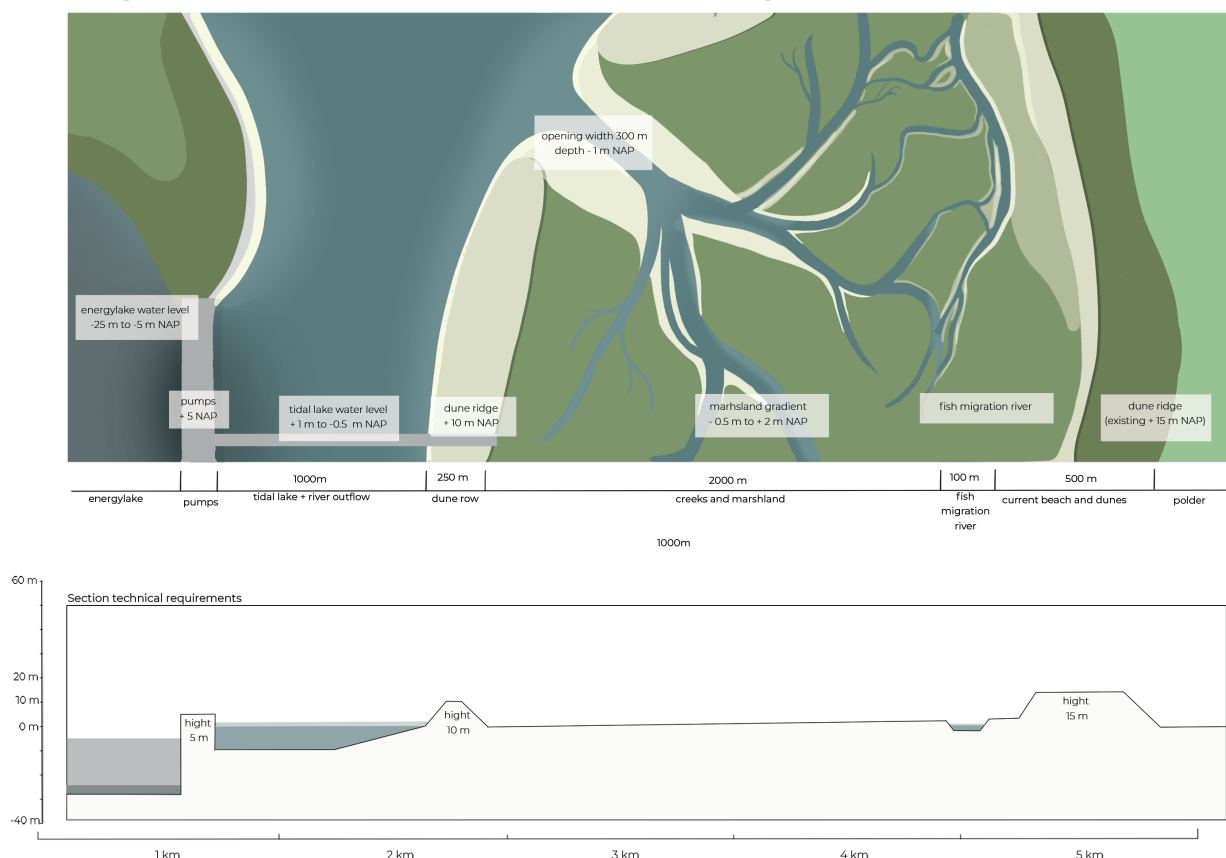 opening width 300 m
depth - 1 m NAP
energylake water level
-25 m to -5 m NAP
pumps
+ 5 NAP
tidal lake water level
+ 1 m to -0.5 m NAP
dune ridge
+ 10 m NAP
marhsland gradient
- 0.5 m to + 2 m NAP
fish migration river
dune ridge
(existing + 15 m NAP)
1000m
250 m
2000 m
100 m
500 m
energylake
pumps
tidal lake + river outflow
dune row
creeks and marshland
fish
migration
river
current beach and dunes
polder
1000m
60 m
Section technical requirements
20 m
10 m
0 m
-40 m
hight
5 m
hight
10 m
hight
15 m
1 km
2 km
3 km
4 km
5 km